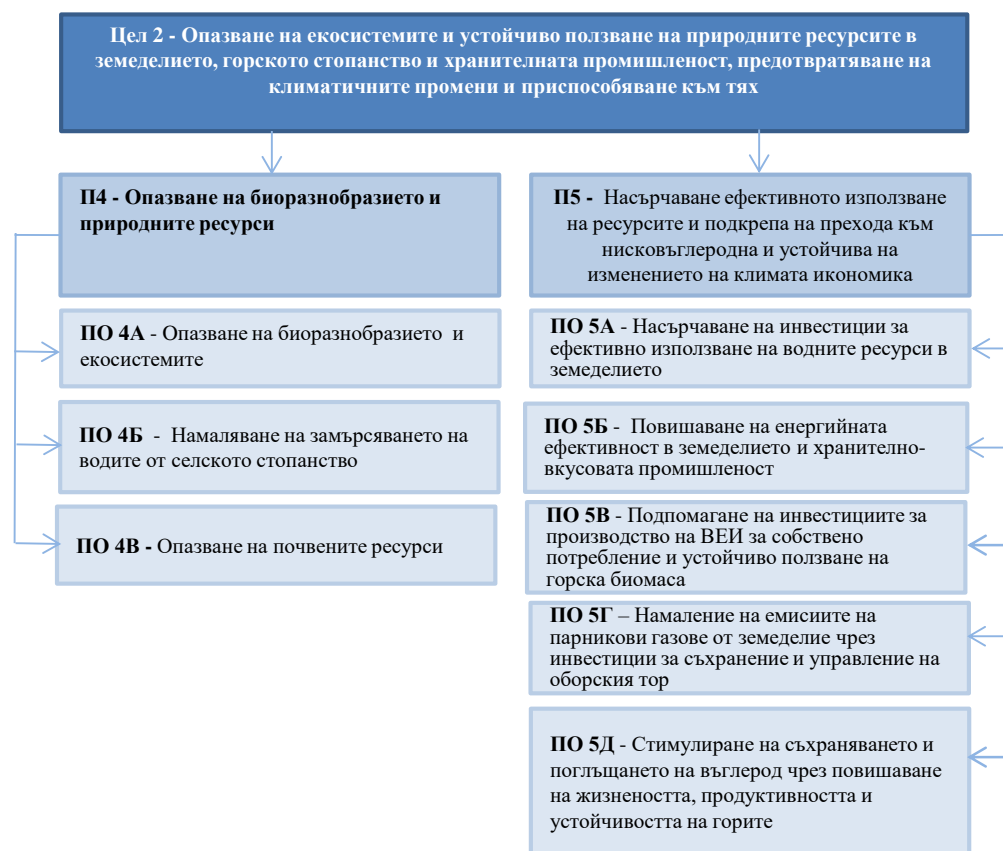 Цел 2 - Опазване на екосистемите и устойчиво ползване на природните ресурсите в
земеделието, горското стопанство и хранителната промишленост, предотвратяване на
климатичните промени и приспособяване към тях
П4 - Опазване на биоразнобразието и
природните ресурси
ПО 4А - Опазване на биоразнобразието и
екосистемите
ПО 4Б - Намаляване на замърсяването на
водите от селското стопанство
ПО 4В - Опазване на почвените ресурси
П5 - Насърчаване ефективното използване
на ресурсите и подкрепа на прехода към
нисковъглеродна и устойчива на
изменението на климата икономика
ПО 5А - Насърчаване на инвестиции за
ефективно използване на водните ресурси в
земеделието
ПО 5Б - Повишаване на енергийната
ефективност в земеделието и хранително-
вкусовата промишленост
ПО 5В - Подпомагане на инвестициите за
производство на ВЕИ за собствено
потребление и устойчиво ползване на
горска биомаса
ПО 5Г – Намаление на емисиите на
парникови газове от земеделие чрез
инвестиции за съхранение и управление на
оборския тор
ПО 5Д - Стимулиране на съхраняването и
поглъщането на въглерод чрез повишаване
на жизнеността, продуктивността и
устойчивостта на горите